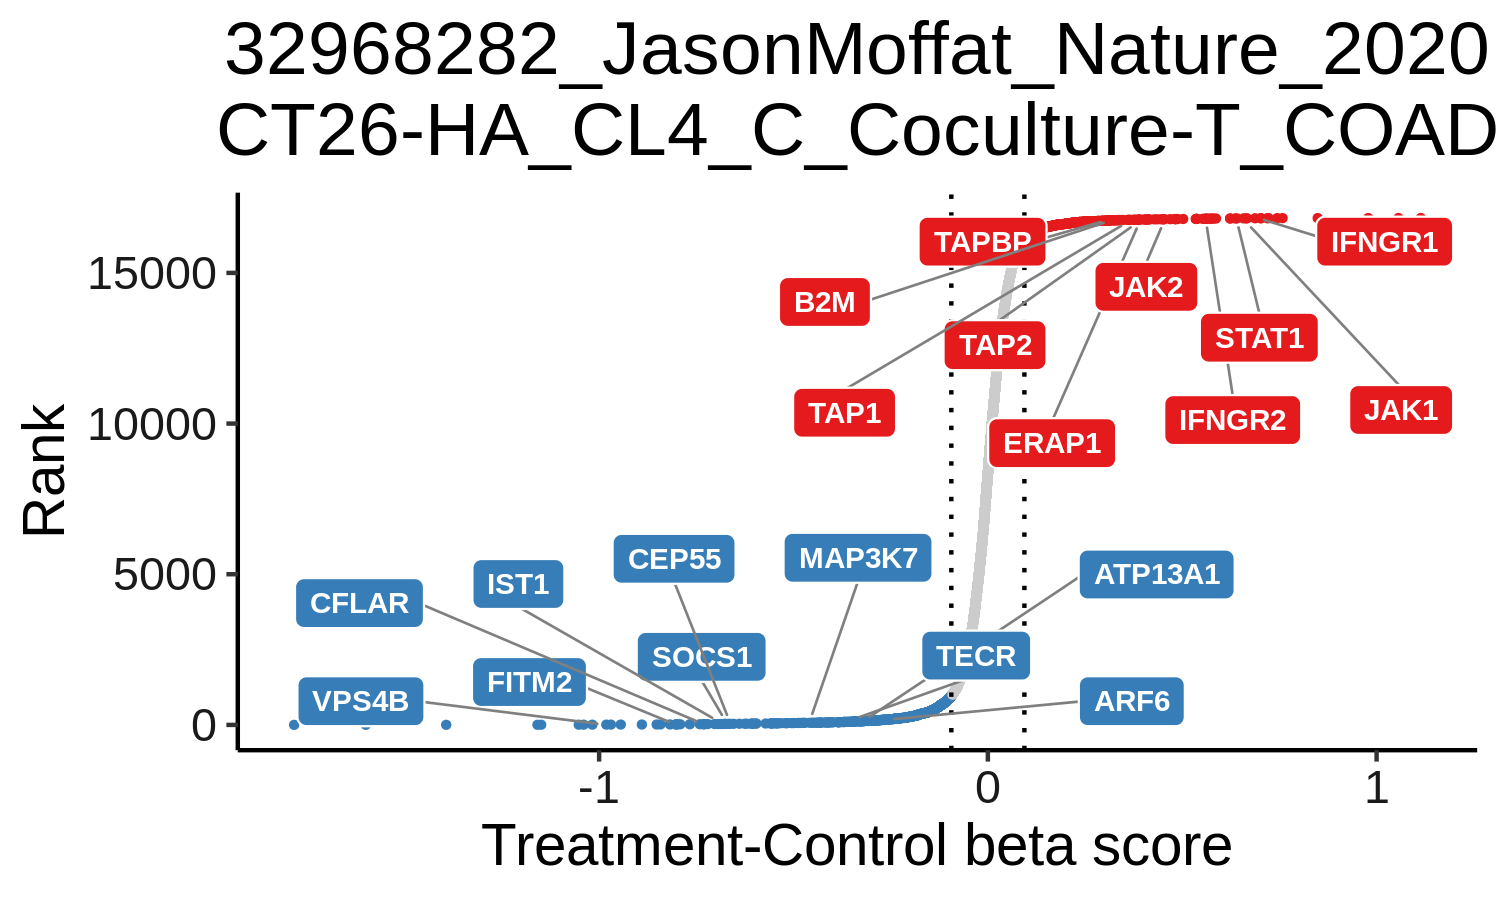 32968282_JasonMoffat_Nature_2020
CT26-HA_CL4_C_Coculture-T_COAD
TAPBP
IFNGR1
15000
B2M
JAK2
STAT1
TAP2
TAP1
IFNGR2
JAK1
10000
ERAP1
Rank
CEP55
MAP3K7
5000
IST1
ATP13A1
CFLAR
SOCS1
TECR
FITM2
VPS4B
ARF6
0
-1
0
1
Treatment-Control beta score